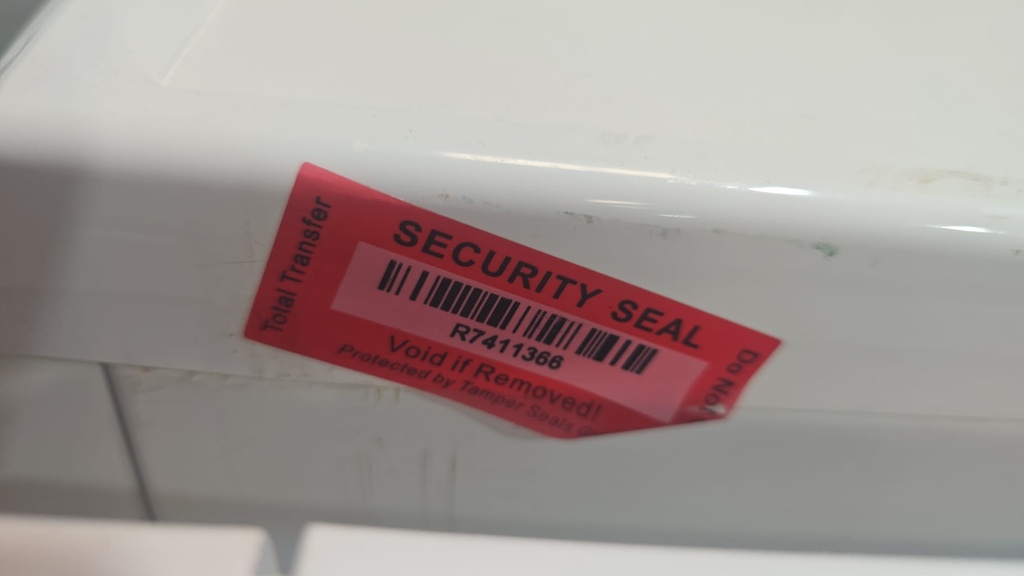 Total Transfer
SECURITY SEAL
R7411366
Void if Removed!
Protected by Tamper Seals
Do Not